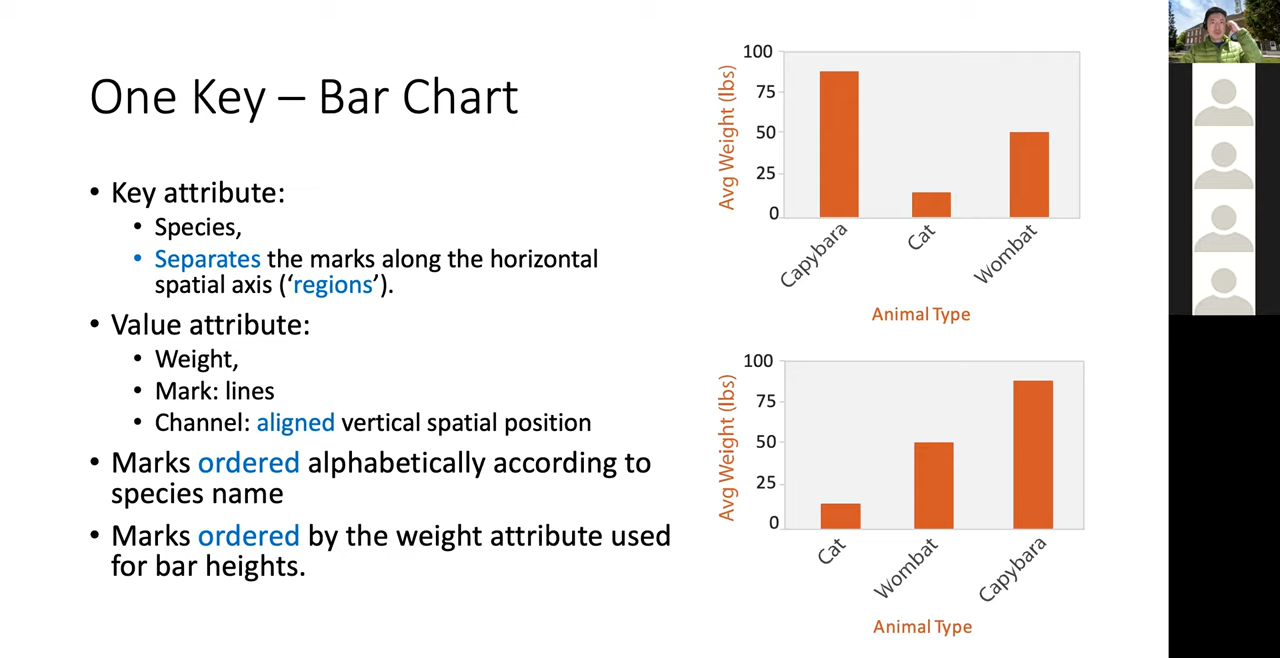 One Key – Bar Chart
• Key attribute:
• Species,
• Separates the marks along the horizontal
spatial axis (‘regions’).
• Value attribute:
• Weight,
• Mark: lines
• Channel: aligned vertical spatial position
• Marks ordered alphabetically according to
species name
• Marks ordered by the weight attribute used
for bar heights.
Avg Weight (lbs)
100
75
50
25
0
Capybara
Cat
Wombat
Animal Type
Avg Weight (lbs)
100
75
50
25
0
Cat
Wombat
Capybara
Animal Type